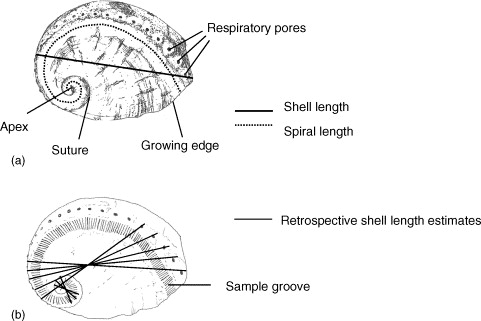 Respiratory pores
Shell length
Spiral length
Apex
Suture
Growing edge
(a)
Retrospective shell length estimates
Sample groove
(b)